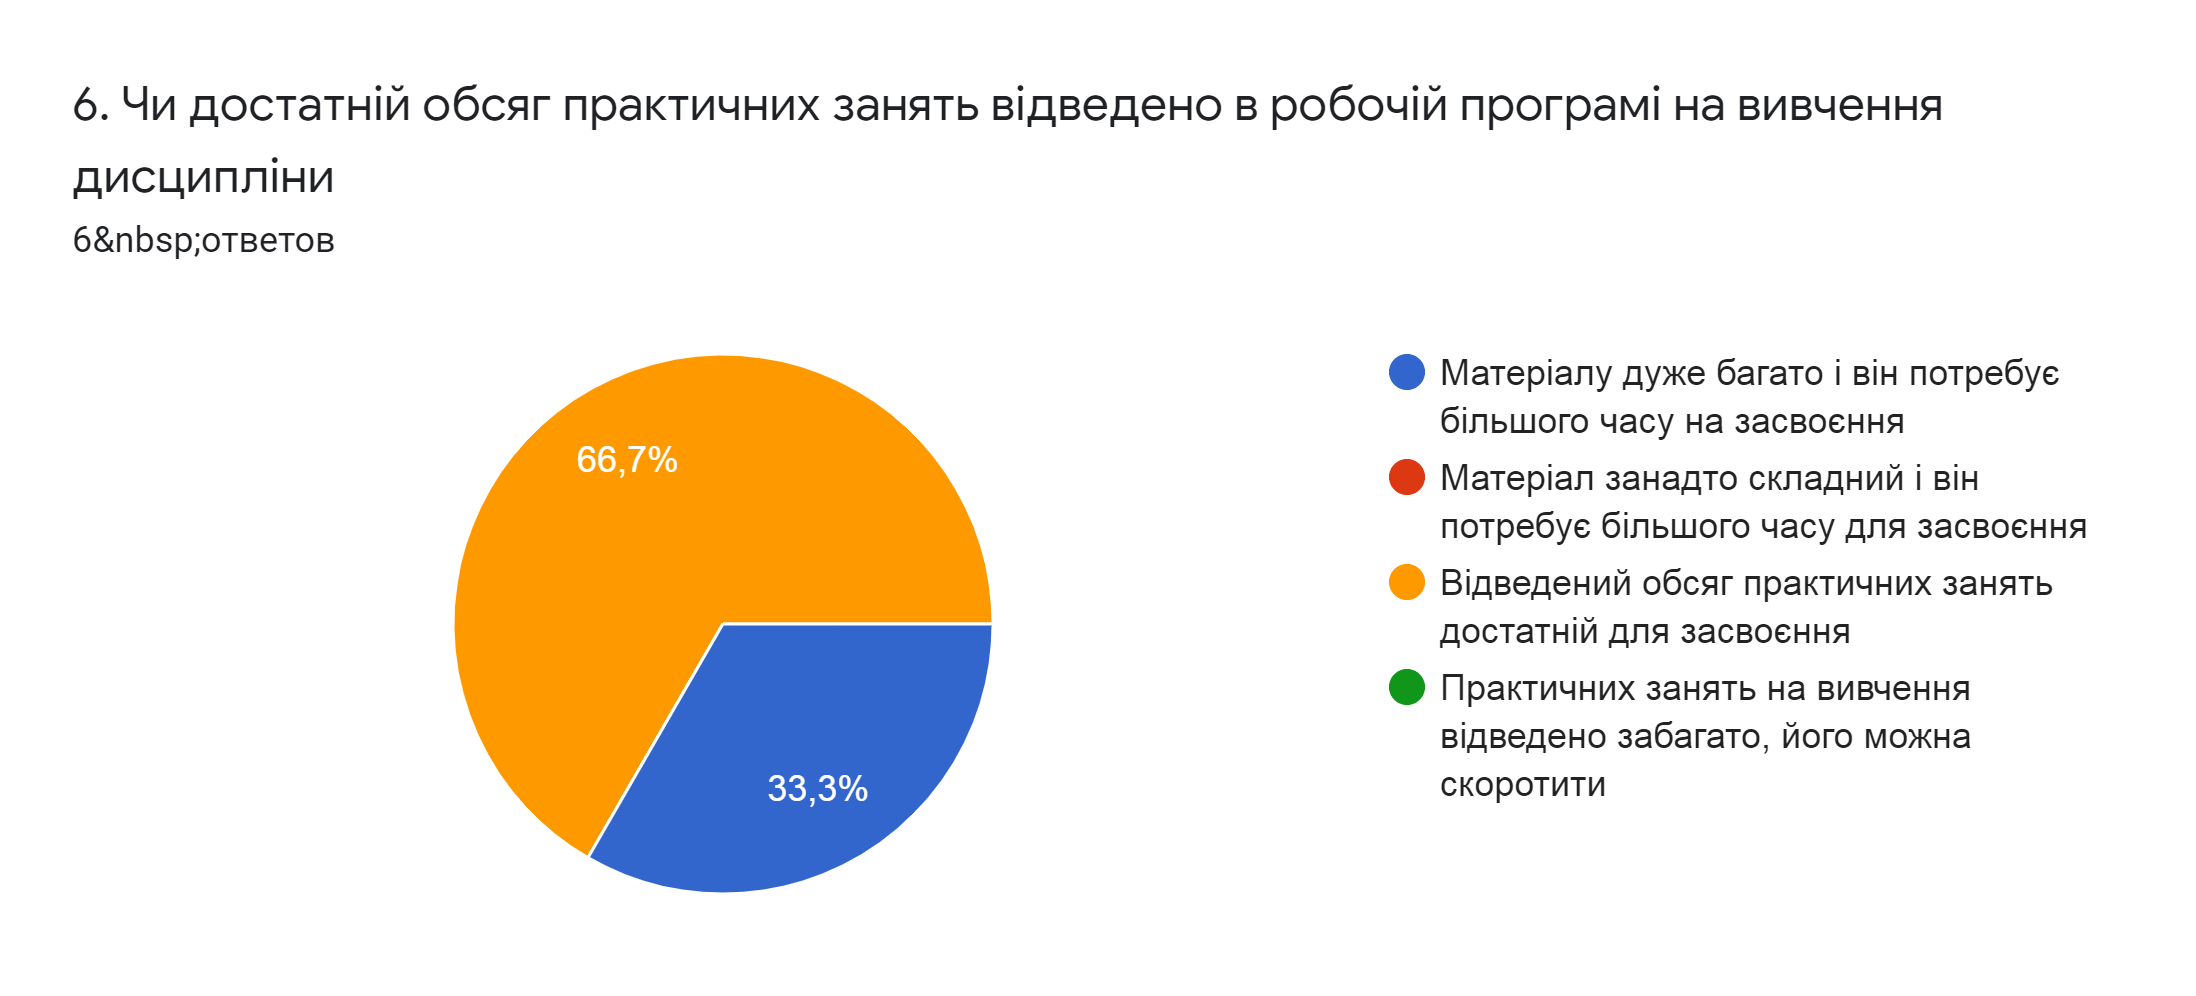 6. Чи достатній обсяг практичних занять відведено в робочій програмі на вивчення
дисципліни
6&nbsp;ответов
66,7%
33,3%
Матеріалу дуже багато і він потребує
більшого часу на засвоєння
Матеріал занадто складний і він
потребує більшого часу для засвоєння
Відведений обсяг практичних занять
достатній для засвоєння
Практичних занять на вивчення
відведено забагато, його можна
скоротити